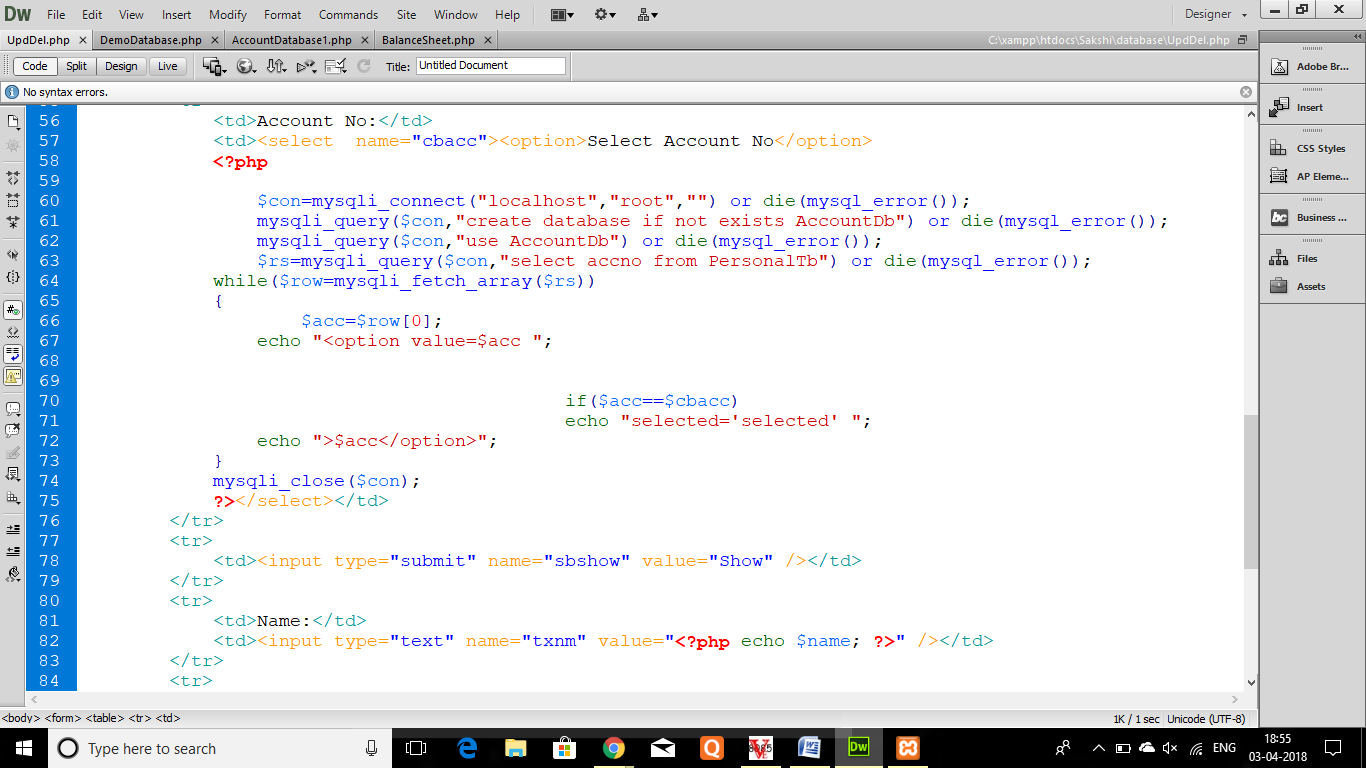 Dw File Edit View Insert Modify Format Commands Site Window Help Designer
UpdDel.php DemoDatabase.php AccountDatabase1.php BalanceSheet.php C:\xampp\htdocs\Sakshi\database\UpdDel.php
Code Split Design Live Title: Untitled Document
No syntax errors.
56 <td>Account No:</td>
57 <td><select  name="cbacc"><option>Select Account No</option>
58 <?php
59
60 $con=mysqli_connect("localhost","root","") or die(mysql_error());
61 mysqli_query($con,"create database if not exists AccountDb") or die(mysql_error());
62 mysqli_query($con,"use AccountDb") or die(mysql_error());
63 $rs=mysqli_query($con,"select accno from PersonalTb") or die(mysql_error());
64 while($row=mysqli_fetch_array($rs))
65 {
66 $acc=$row[0];
67 echo "<option value=$acc ";
68
69
70 if($acc==$cbacc)
71 echo "selected='selected' ";
72 echo ">$acc</option>";
73 }
74 mysqli_close($con);
75 ?></select></td>
76 </tr>
77 <tr>
78 <td><input type="submit" name="sbshow" value="Show" /></td>
79 </tr>
80 <tr>
81 <td>Name:</td>
82 <td><input type="text" name="txnm" value="<?php echo $name; ?>" /></td>
83 </tr>
84 <tr>
Adobe Br...
Insert
CSS Styles
AP Eleme...
Business ...
Files
Assets
<body> <form> <table> <tr> <td> 1K / 1 sec Unicode (UTF-8)
Type here to search Dw ENG 18:55
03-04-2018